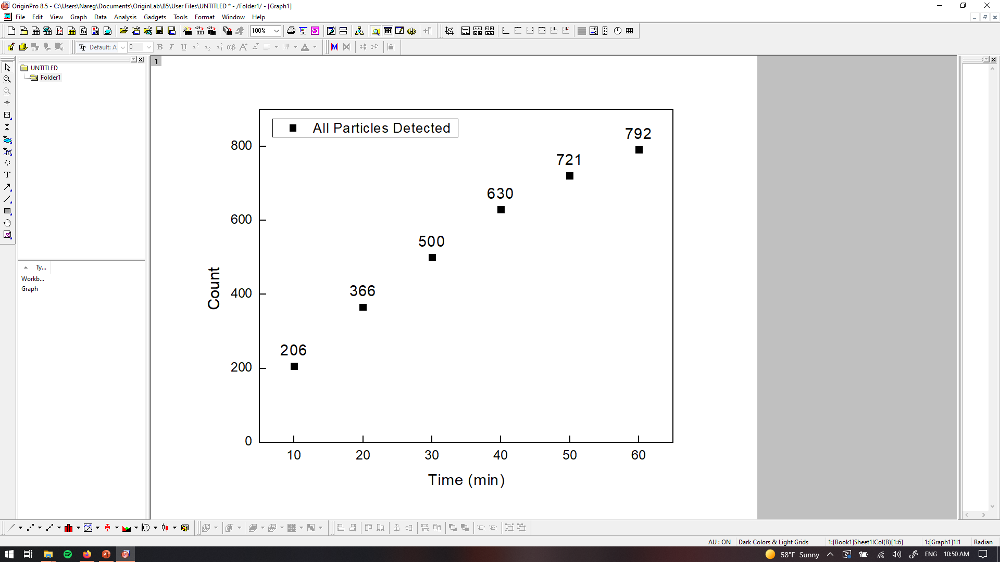 OriginPro 8.5 - C:\Users\Nareg\Documents\OriginLab\85\User Files\UNTITLED * - /Folder1/ - [Graph1]
File Edit View Graph Data Analysis Gadgets Tools Format Window Help
100%
Default: A 0 B I U
1
UNTITLED
Folder1
Ty...
Workb...
Graph
All Particles Detected
792
800
721
630
600
500
Count
400
366
206
200
0
10 20 30 40 50 60
Time (min)
AU : ON Dark Colors & Light Grids 1:[Book1]Sheet1!Col(B)[1:6] 1:[Graph1]1!1 Radian
58°F Sunny ENG 10:50 AM